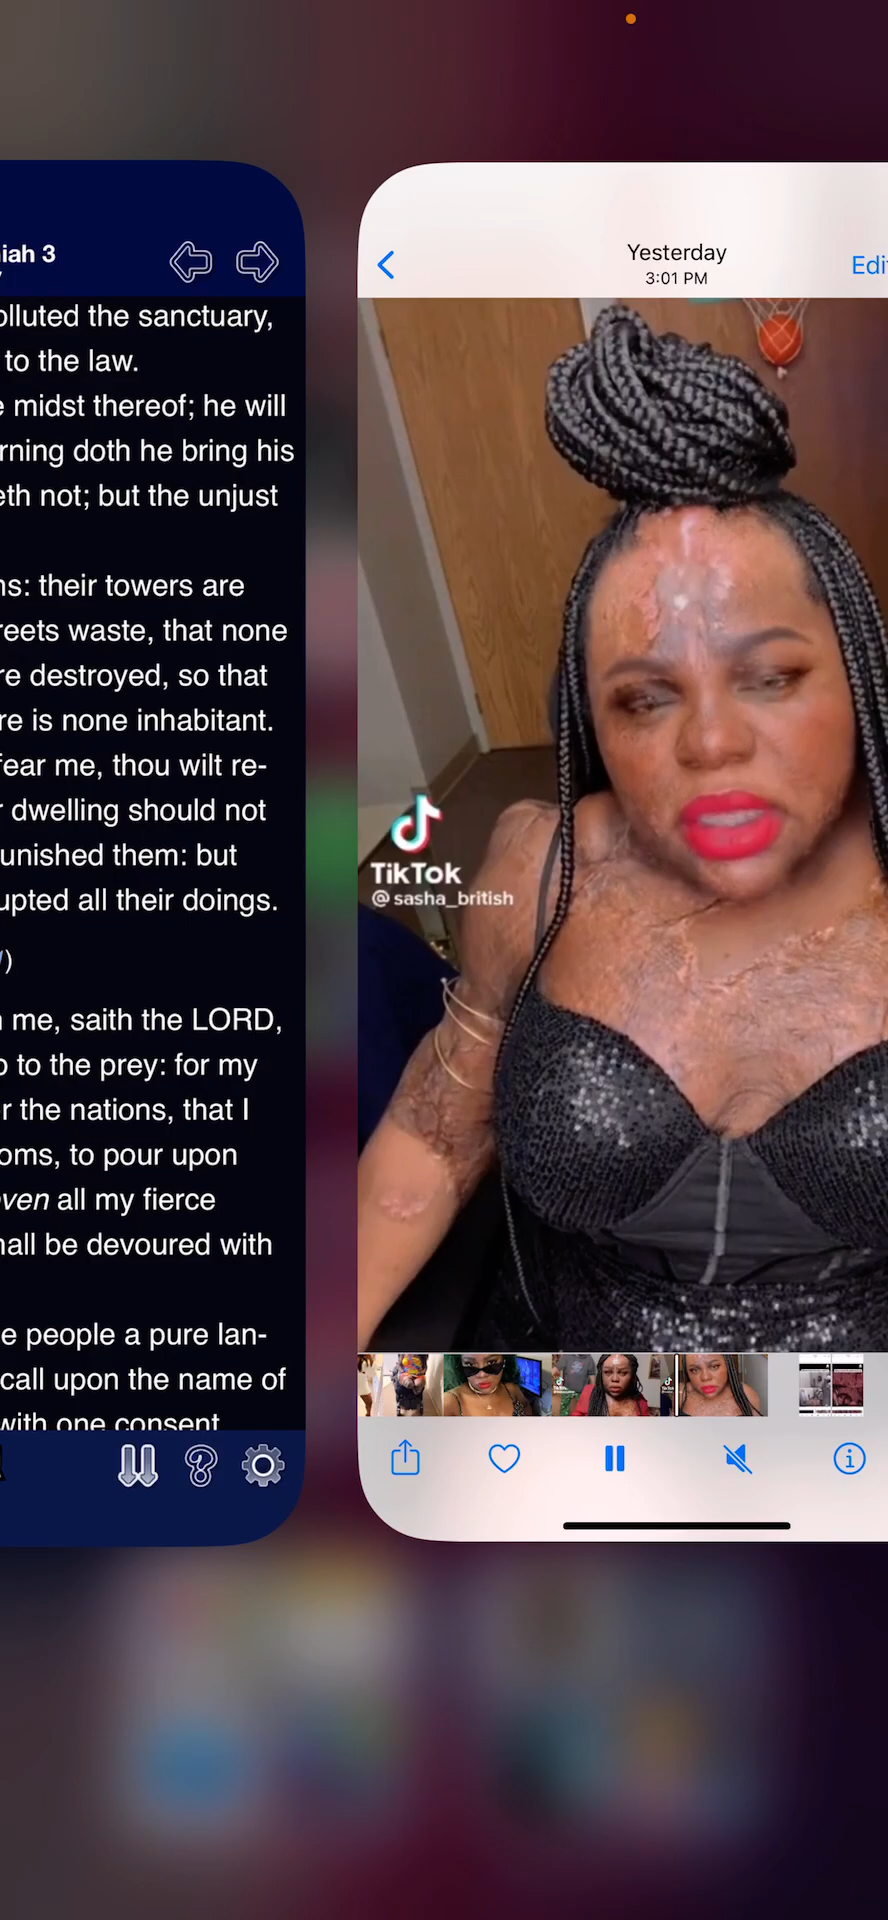 iah 3
olluted the sanctuary,
to the law.
e midst thereof; he will
rning doth he bring his
eth not; but the unjust
ns: their towers are
reets waste, that none
re destroyed, so that
re is none inhabitant.
fear me, thou wilt re-
r dwelling should not
unished them: but
upted all their doings.
)
n me, saith the LORD,
p to the prey: for my
r the nations, that I
oms, to pour upon
ven all my fierce
hall be devoured with
e people a pure lan-
call upon the name of
with one consent
Yesterday
3:01 PM
Edi
TikTok
@sasha_british